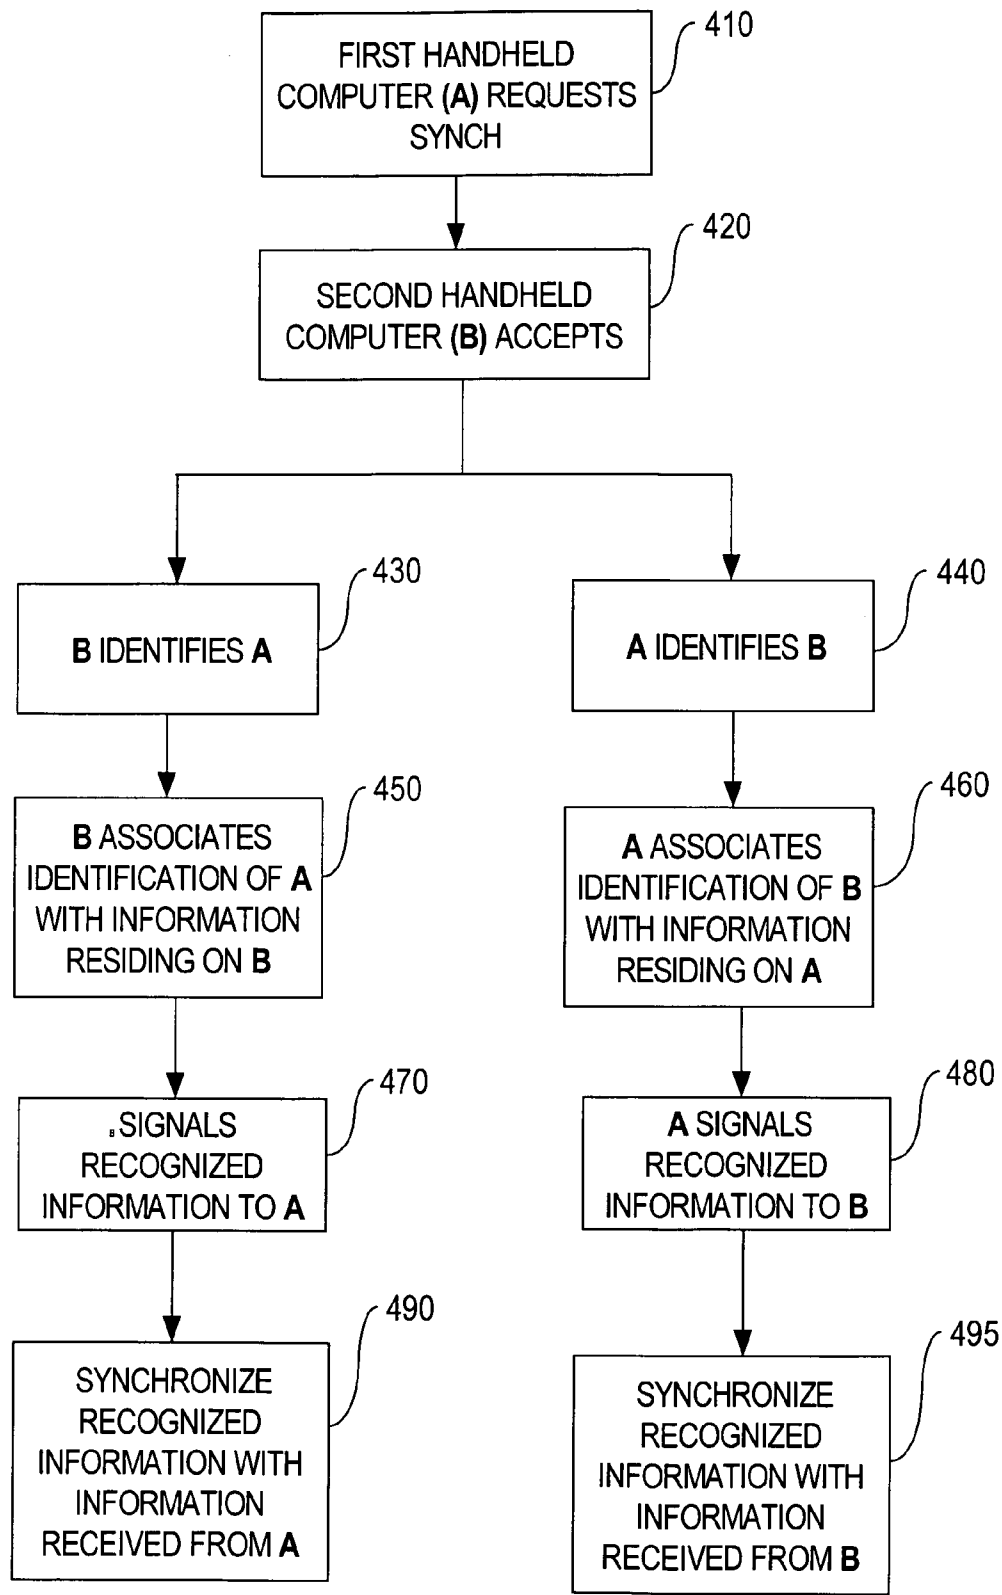 410
FIRST HANDHELD
COMPUTER (A) REQUESTS
SYNCH
420
SECOND HANDHELD
COMPUTER (B) ACCEPTS
430
B IDENTIFIES A
440
A IDENTIFIES B
450
B ASSOCIATES
IDENTIFICATION OF A
WITH INFORMATION
RESIDING ON B
460
A ASSOCIATES
IDENTIFICATION OF B
WITH INFORMATION
RESIDING ON A
470
B SIGNALS
RECOGNIZED
INFORMATION TO A
480
A SIGNALS
RECOGNIZED
INFORMATION TO B
490
SYNCHRONIZE
RECOGNIZED
INFORMATION WITH
INFORMATION
RECEIVED FROM A
495
SYNCHRONIZE
RECOGNIZED
INFORMATION WITH
INFORMATION
RECEIVED FROM B